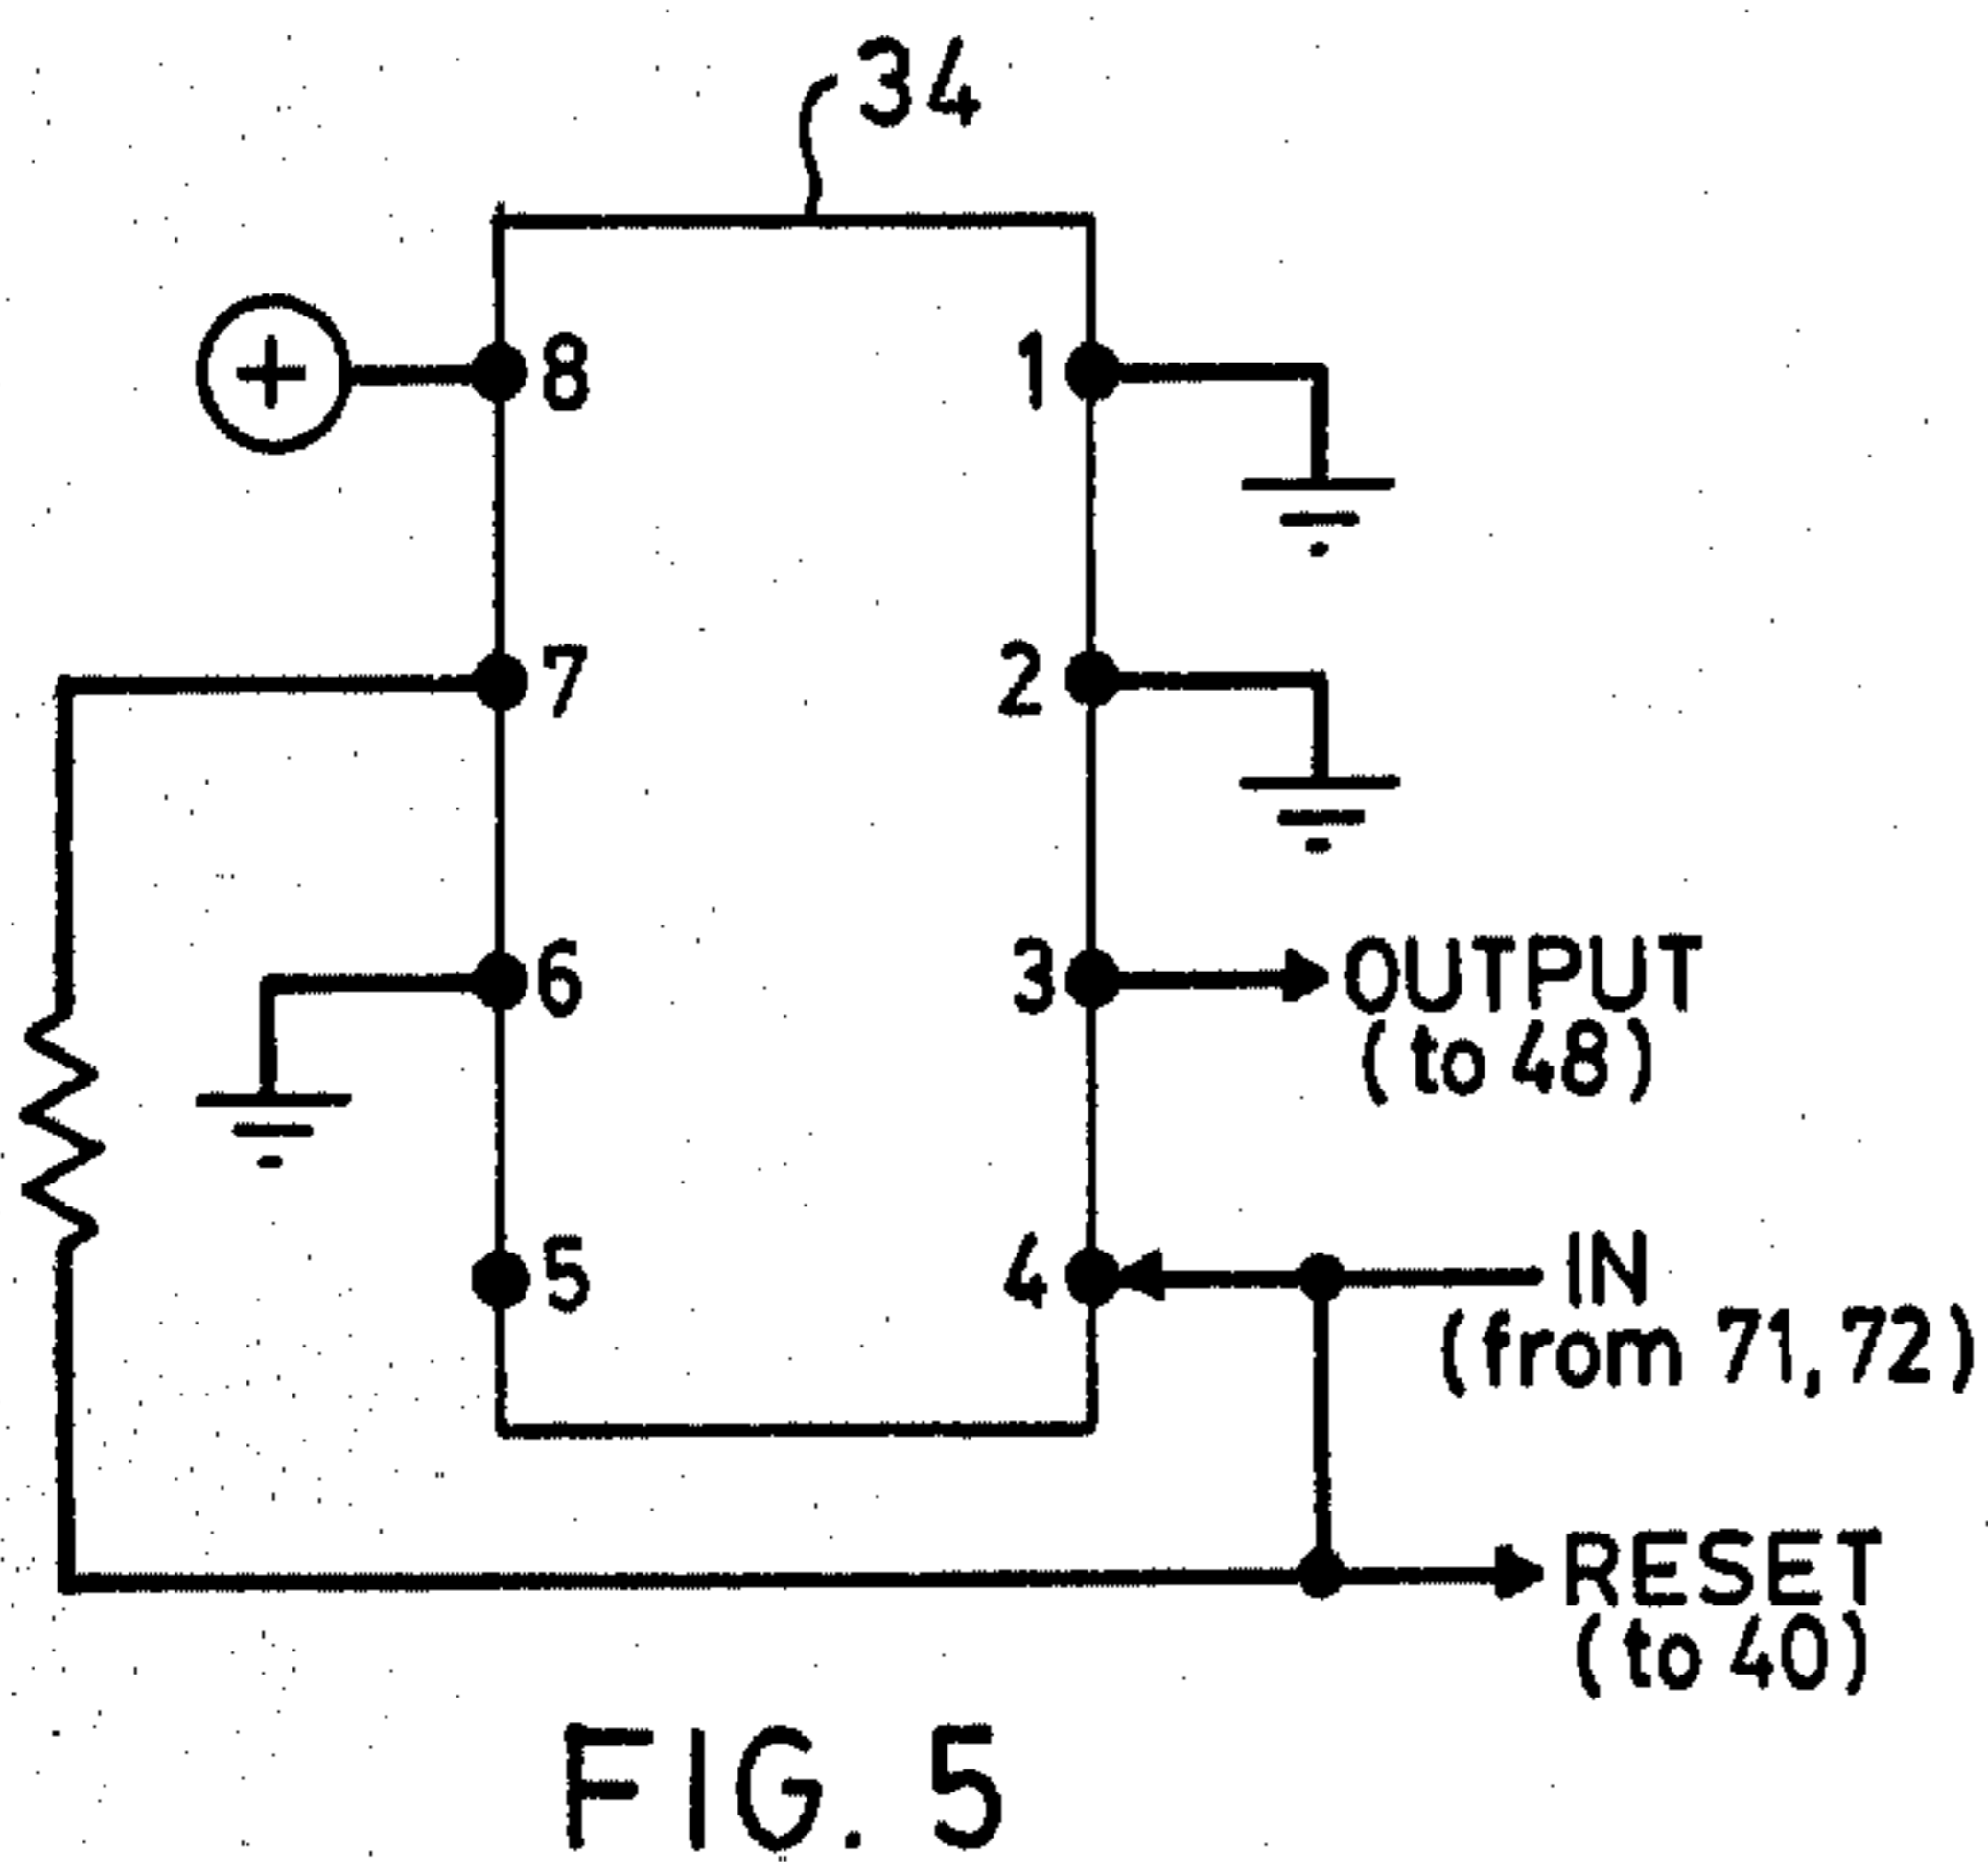 34
+
8 1
7 2
6 3 OUTPUT
(to 48)
5 4 IN
(from 71, 72)
RESET
(to 40)
FIG. 5